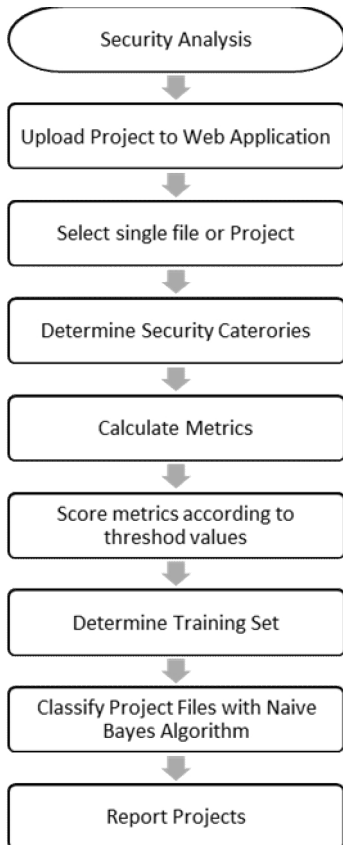 Security Analysis
Upload Project to Web Application
Select single file or Project
Determine Security Caterories
Calculate Metrics
Score metrics according to
threshod values
Determine Training Set
Classify Project Files with Naive
Bayes Algorithm
Report Projects